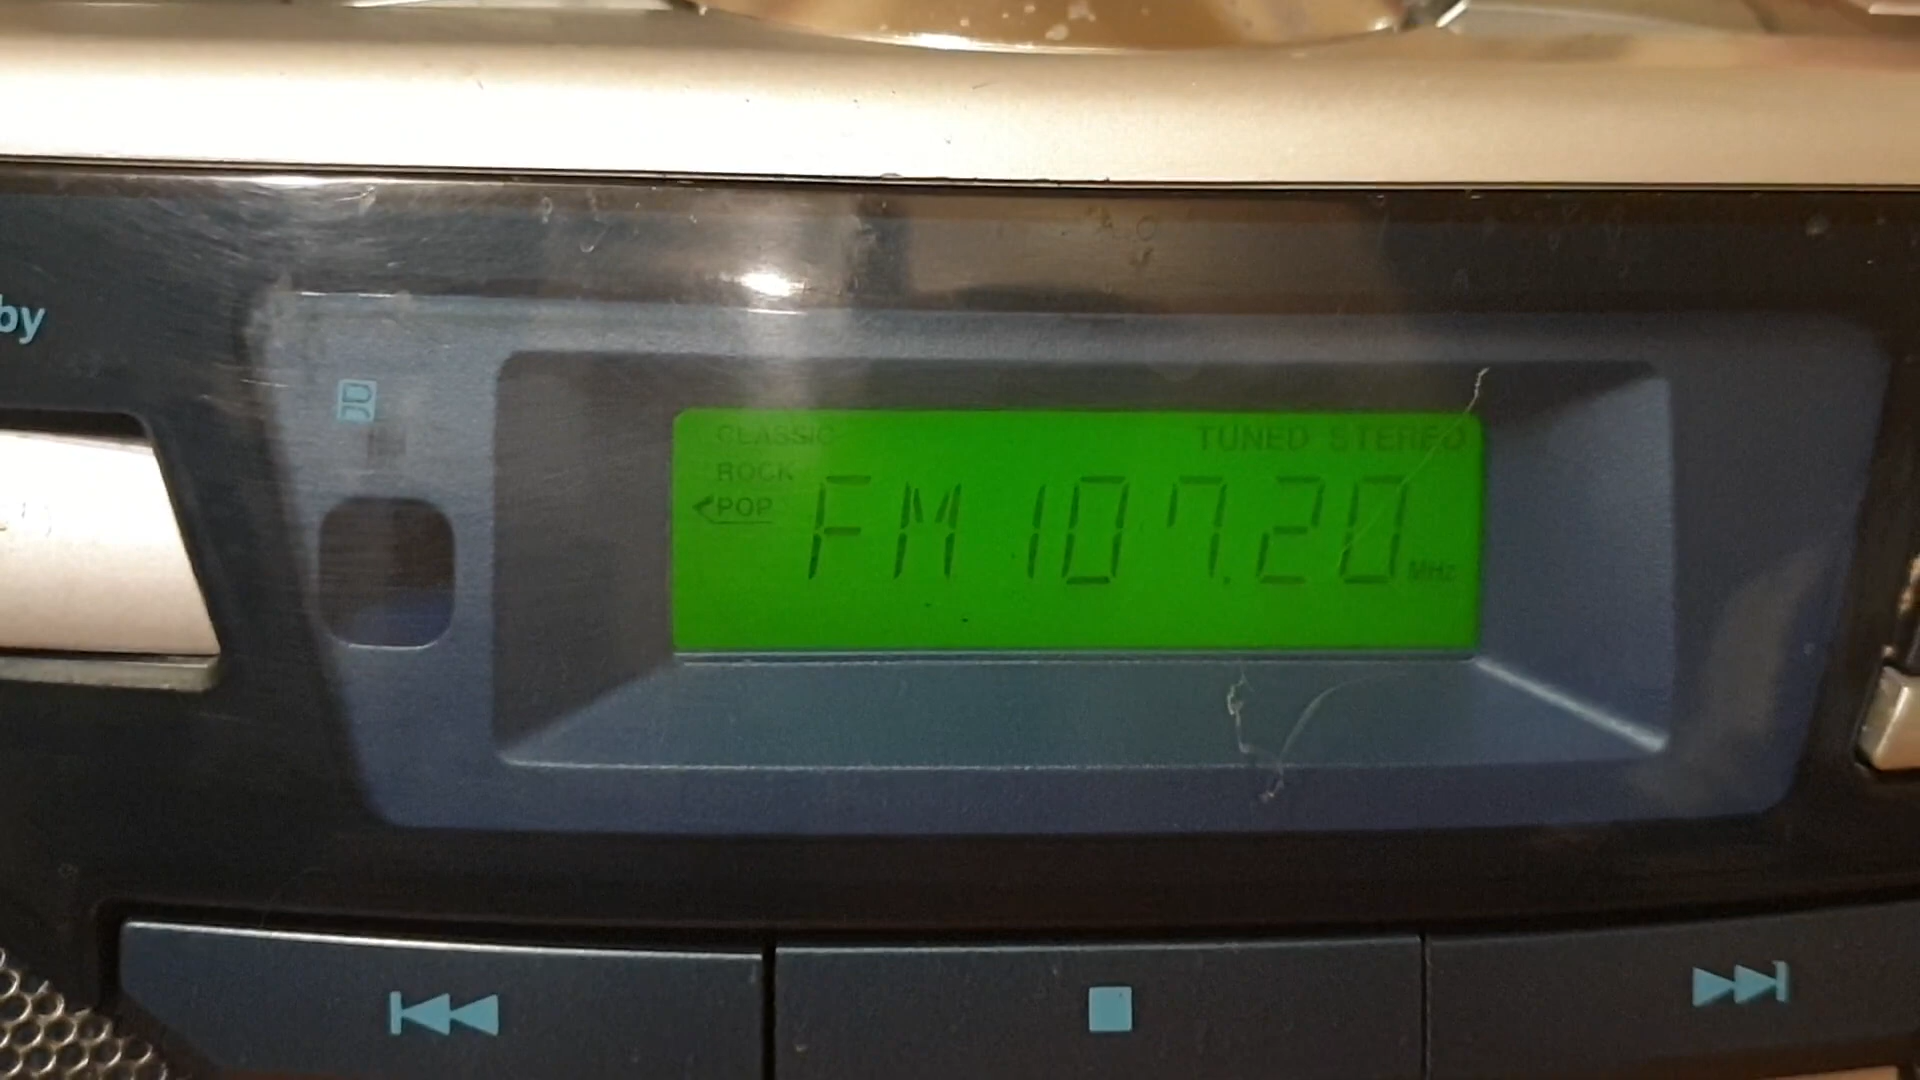 by
CLASSIC
TUNED STEREO
ROCK
POP
FM 107.20 MHz